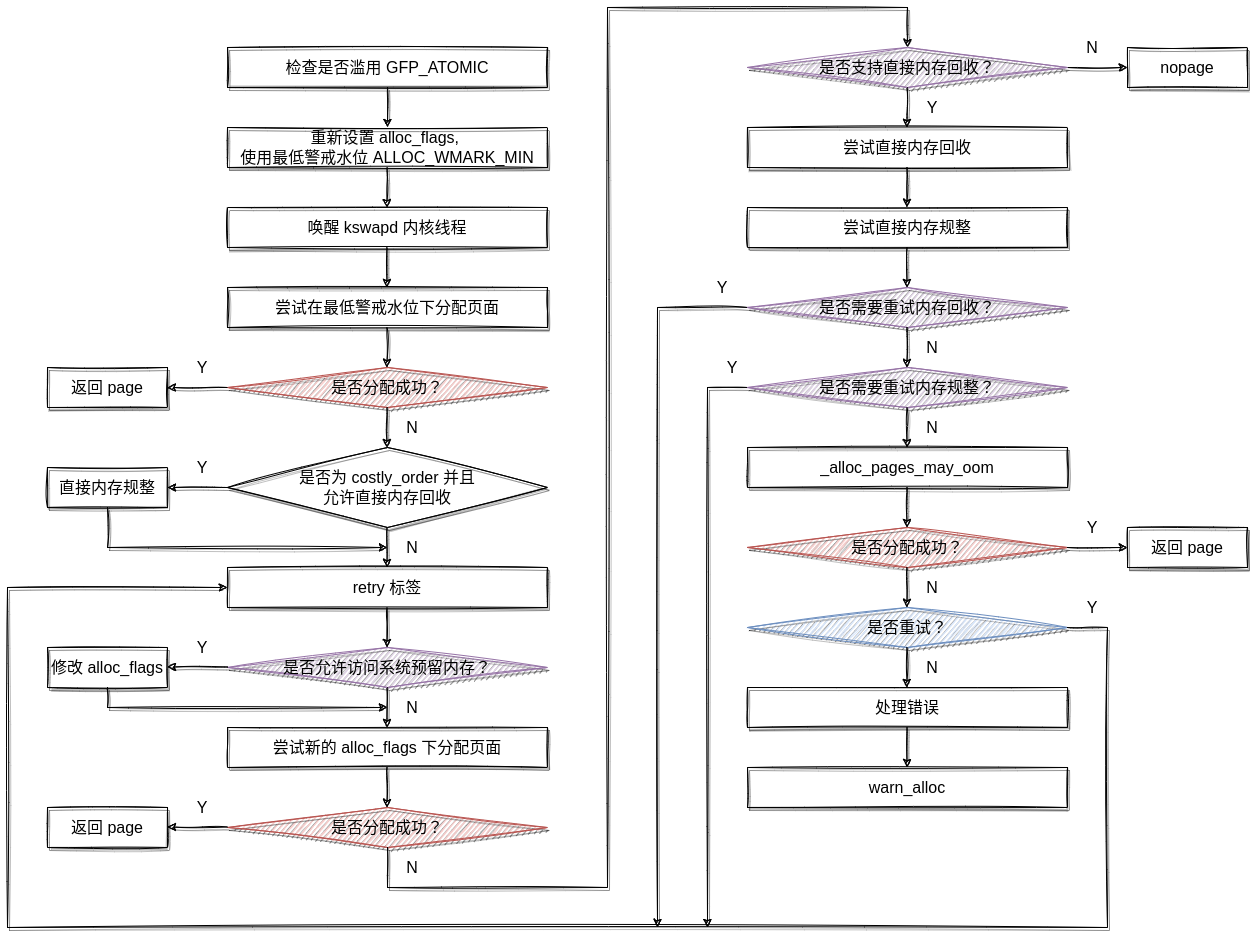 检查是否滥用 GFP_ATOMIC
重新设置 alloc_flags,
使用最低警戒水位 ALLOC_WMARK_MIN
唤醒 kswapd 内核线程
尝试在最低警戒水位下分配页面
是否分配成功？
Y
返回 page
N
是否为 costly_order 并且
允许直接内存回收
Y
直接内存规整
N
retry 标签
是否允许访问系统预留内存？
Y
修改 alloc_flags
N
尝试新的 alloc_flags 下分配页面
是否分配成功？
Y
返回 page
N
是否支持直接内存回收？
N
nopage
Y
尝试直接内存回收
尝试直接内存规整
是否需要重试内存回收？
Y
N
是否需要重试内存规整？
Y
N
_alloc_pages_may_oom
是否分配成功？
Y
返回 page
N
是否重试？
Y
N
处理错误
warn_alloc